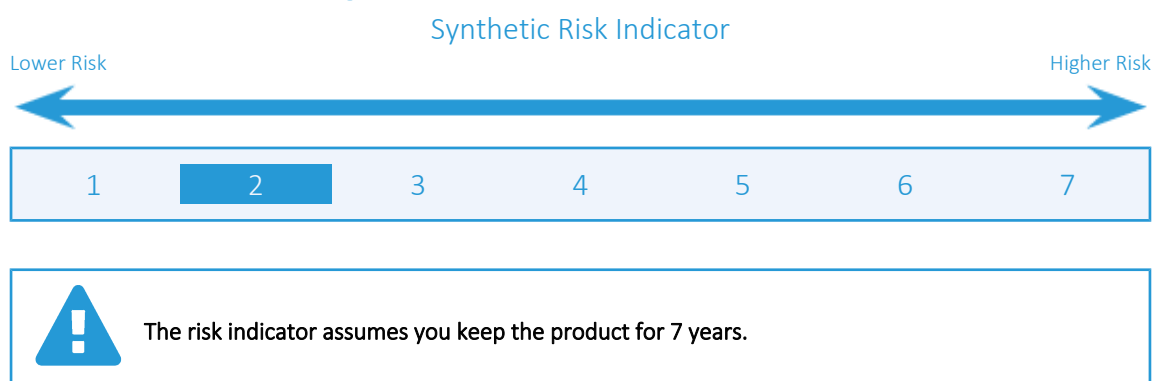 Synthetic Risk Indicator
Lower Risk Higher Risk
1 2 3 4 5 6 7
The risk indicator assumes you keep the product for 7 years.